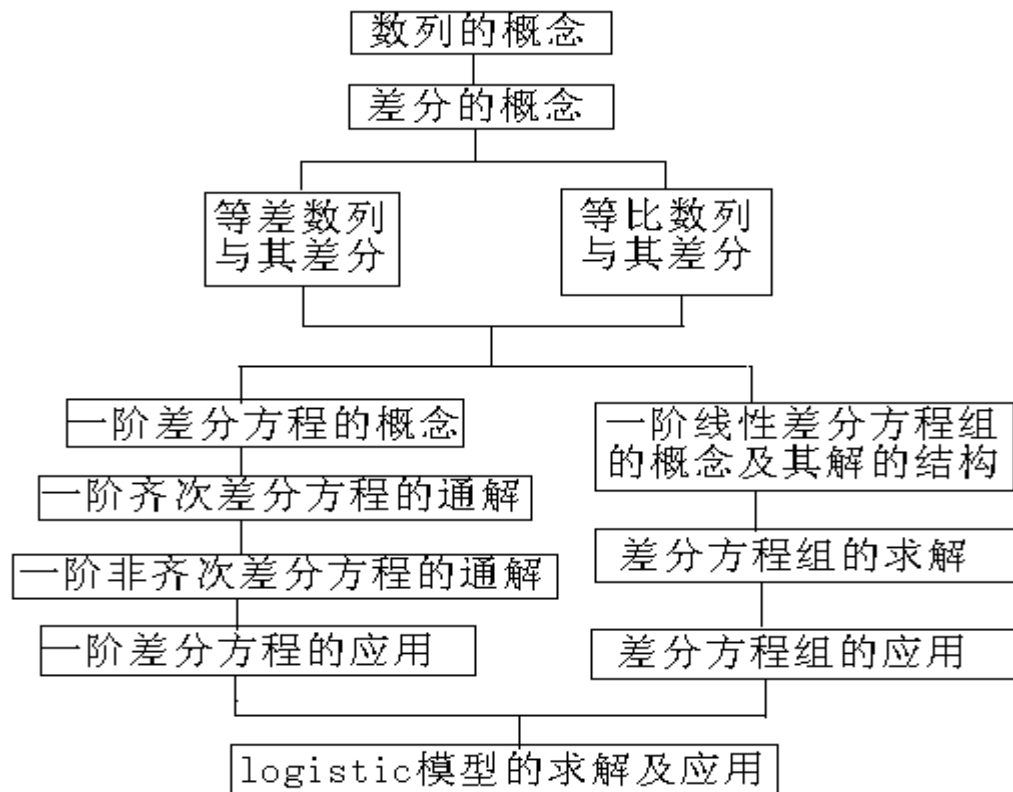 数列的概念
差分的概念
等差数列
与其差分
等比数列
与其差分
一阶差分方程的概念
一阶齐次差分方程的通解
一阶非齐次差分方程的通解
一阶差分方程的应用
一阶线性差分方程组
的概念及其解的结构
差分方程组的求解
差分方程组的应用
logistic模型的求解及应用